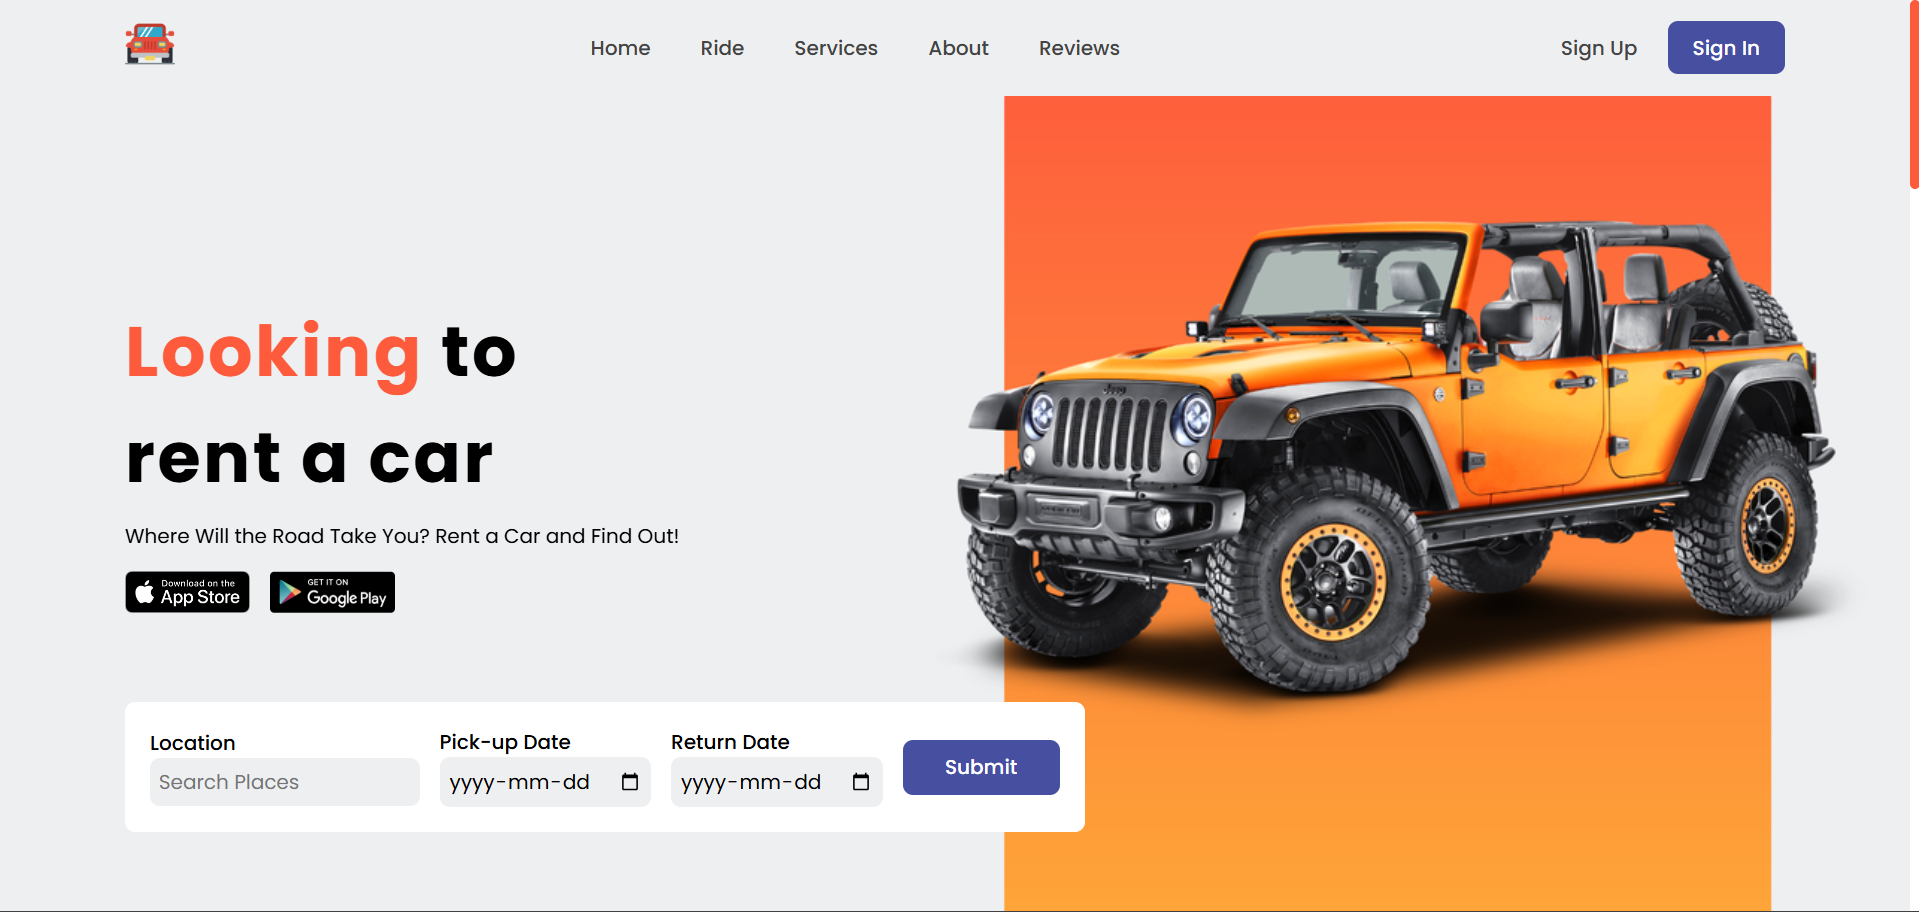 Home
Ride
Services
About
Reviews
Sign Up
Sign In
Looking to
rent a car
Where Will the Road Take You? Rent a Car and Find Out!
Download on the
App Store
GET IT ON
Google Play
Location
Search Places
Pick-up Date
yyyy-mm-dd
Return Date
yyyy-mm-dd
Submit
Jeep